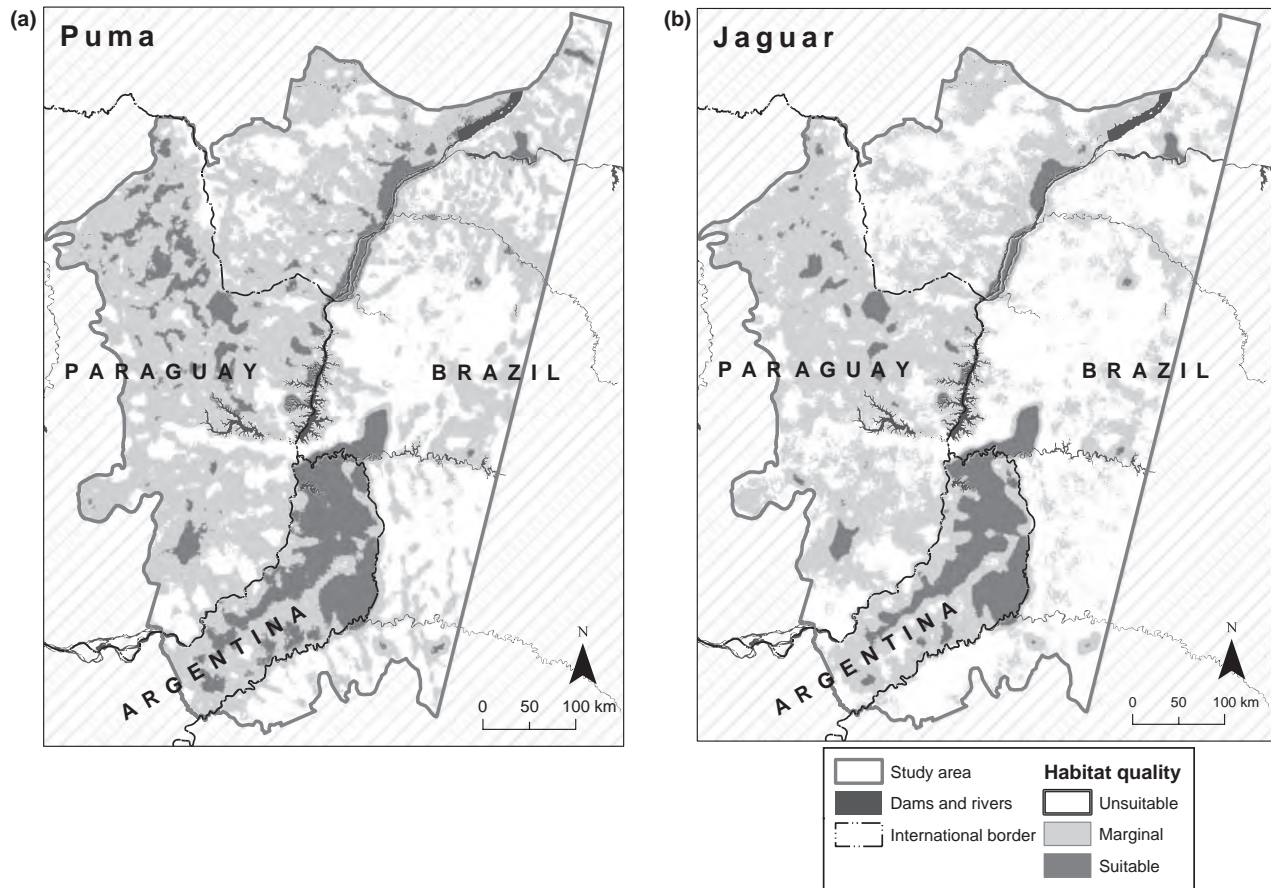 (a)
Puma
PARAGUAY
BRAZIL
ARGENTINA
N
0 50 100 km
(b)
Jaguar
PARAGUAY
BRAZIL
ARGENTINA
N
0 50 100 km
Study area
Dams and rivers
International border
Habitat quality
Unsuitable
Marginal
Suitable